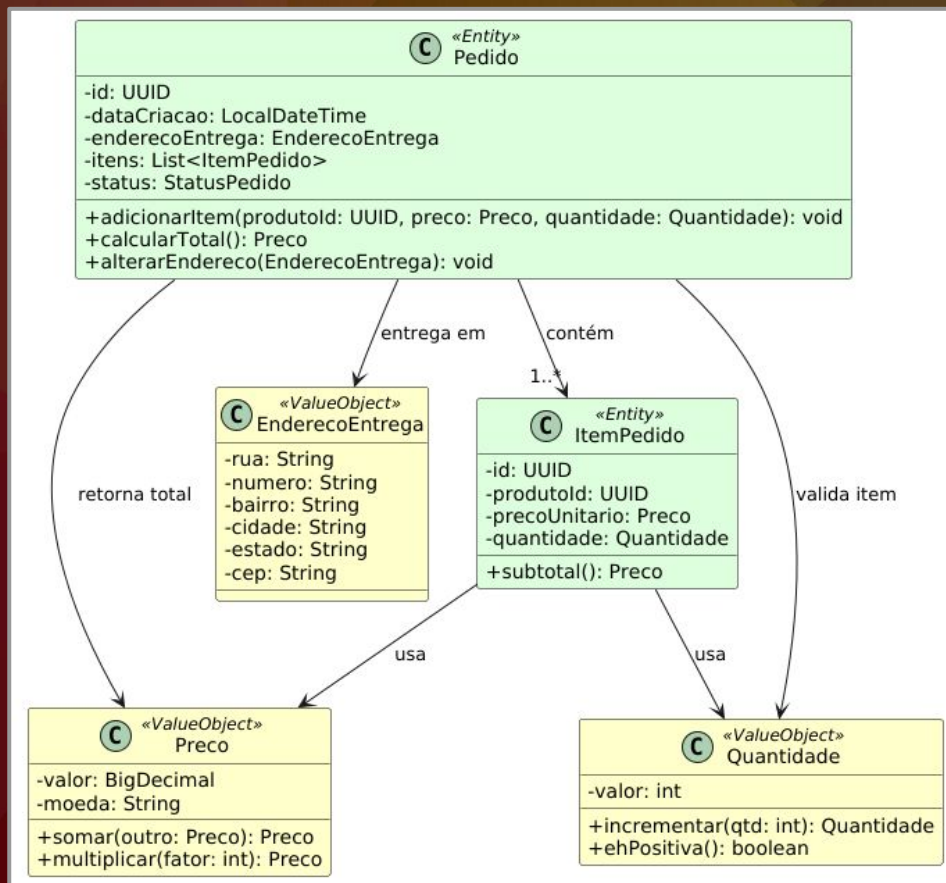 C «Entity»
Pedido
-id: UUID
-dataCriacao: LocalDateTime
-enderecoEntrega: EnderecoEntrega
-itens: List<ItemPedido>
-status: StatusPedido
+adicionarItem(produtoId: UUID, preco: Preco, quantidade: Quantidade): void
+calcularTotal(): Preco
+alterarEndereco(EnderecoEntrega): void
entrega em
contém
1..*
C «ValueObject»
EnderecoEntrega
-rua: String
-numero: String
-bairro: String
-cidade: String
-estado: String
-cep: String
C «Entity»
ItemPedido
-id: UUID
-produtoId: UUID
-precoUnitario: Preco
-quantidade: Quantidade
+subtotal(): Preco
retorna total
valida item
usa
usa
C «ValueObject»
Preco
-valor: BigDecimal
-moeda: String
+somar(outro: Preco): Preco
+multiplicar(fator: int): Preco
C «ValueObject»
Quantidade
-valor: int
+incrementar(qtd: int): Quantidade
+ehPositiva(): boolean